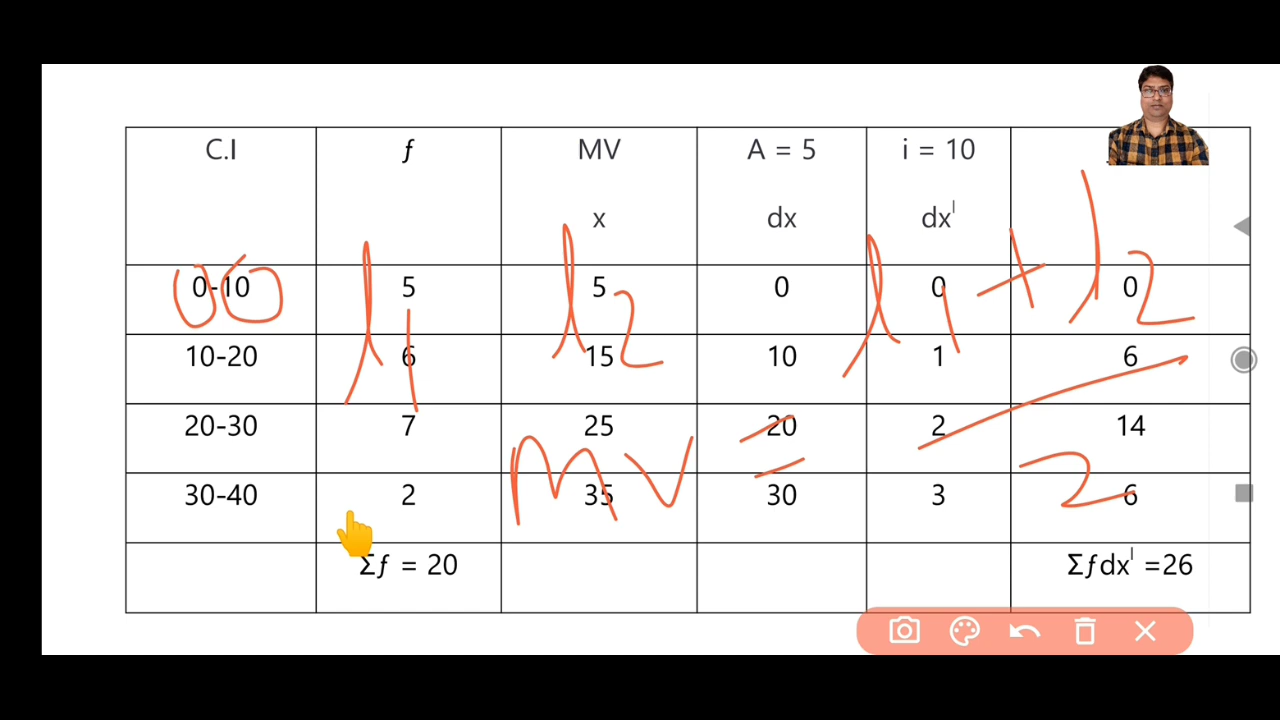 C.I f MV A = 5 i = 10
x dx dxˡ
0-10 5 5 0 0 0
10-20 6 15 10 1 6
20-30 7 25 20 2 14
30-40 2 35 30 3 6
Σf = 20 Σfdxˡ =26
l1 l2 l1 + l2
MV = 2